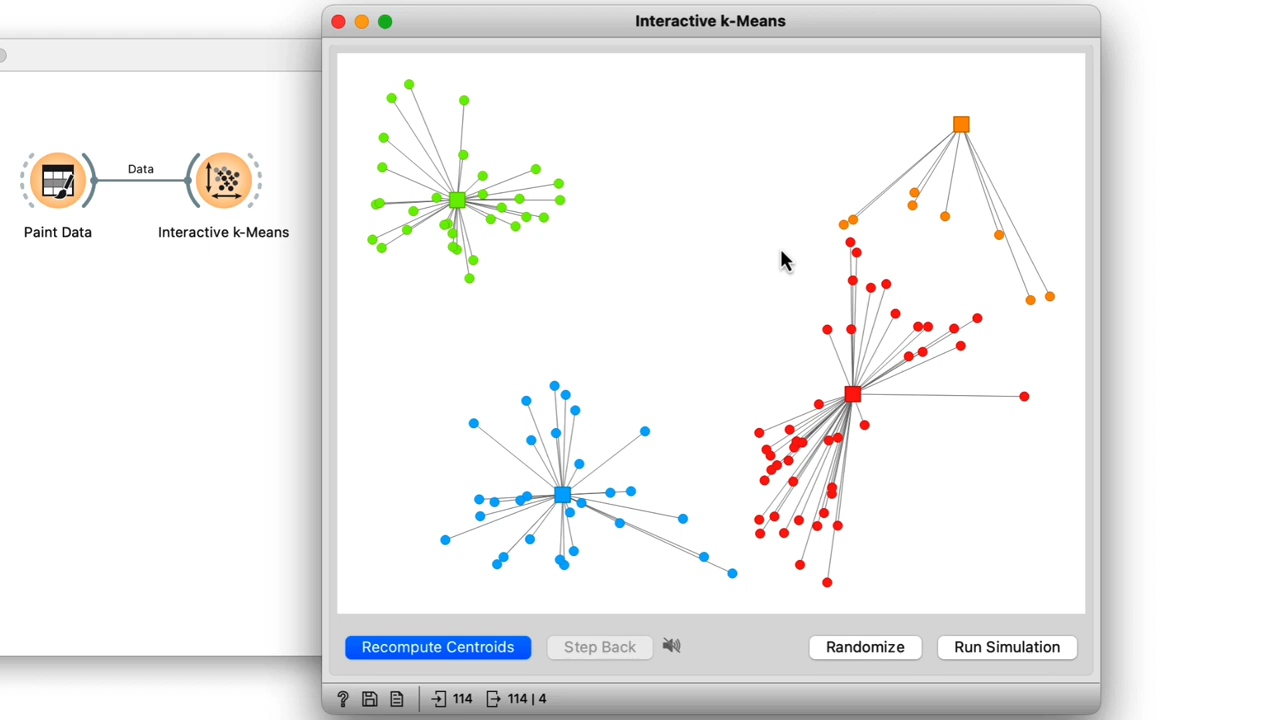 Interactive k-Means
Data
Paint Data
Interactive k-Means
Recompute Centroids
Step Back
Randomize
Run Simulation
? 114 114 | 4